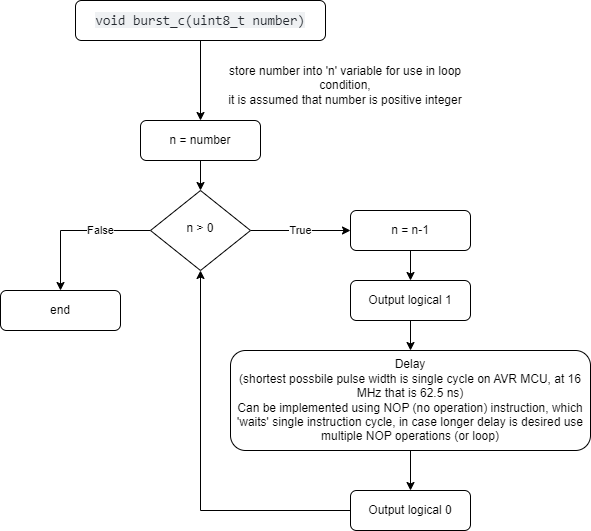 void burst_c(uint8_t number)
store number into 'n' variable for use in loop
condition,
it is assumed that number is positive integer
n = number
n > 0
False
True
n = n-1
end
Output logical 1
Delay
(shortest possbile pulse width is single cycle on AVR MCU, at 16
MHz that is 62.5 ns)
Can be implemented using NOP (no operation) instruction, which
'waits' single instruction cycle, in case longer delay is desired use
multiple NOP operations (or loop)
Output logical 0